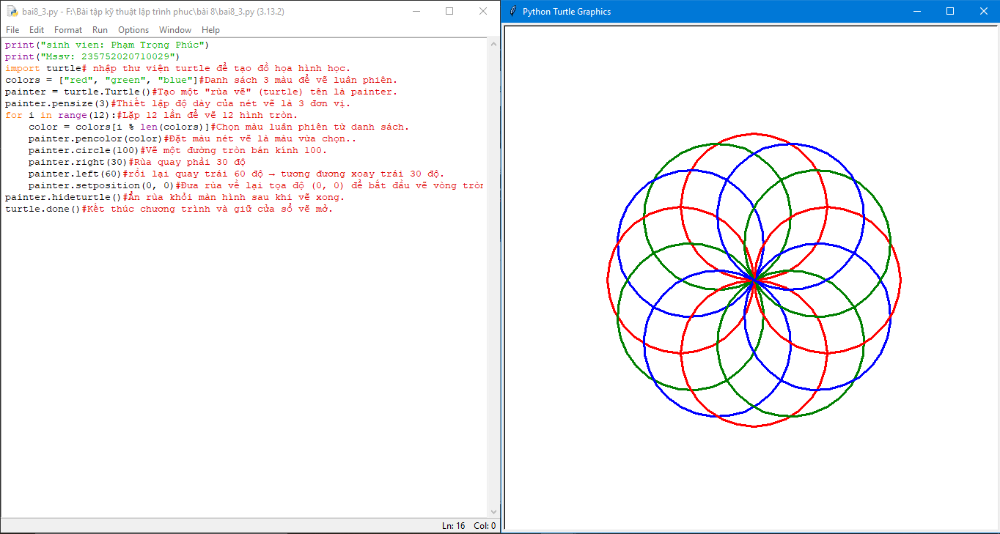 bai8_3.py - F:\Bài tập kỹ thuật lập trình phuc\bài 8\bai8_3.py (3.13.2)
File Edit Format Run Options Window Help
print("sinh vien: Phạm Trọng Phúc")
print("Mssv: 235752020710029")
import turtle# nhập thư viện turtle để tạo đồ họa hình học.
colors = ["red", "green", "blue"]#Danh sách 3 màu để vẽ luân phiên.
painter = turtle.Turtle()#Tạo một "rùa vẽ" (turtle) tên là painter.
painter.pensize(3)#Thiết lập độ dày của nét vẽ là 3 đơn vị.
for i in range(12):#Lặp 12 lần để vẽ 12 hình tròn.
    color = colors[i % len(colors)]#Chọn màu luân phiên từ danh sách.
    painter.pencolor(color)#Đặt màu nét vẽ là màu vừa chọn..
    painter.circle(100)#Vẽ một đường tròn bán kính 100.
    painter.right(30)#Rùa quay phải 30 độ
    painter.left(60)#rồi lại quay trái 60 độ → tương đương xoay trái 30 độ.
    painter.setposition(0, 0)#Đưa rùa về lại tọa độ (0, 0) để bắt đầu vẽ vòng tròn
painter.hideturtle()#Ẩn rùa khỏi màn hình sau khi vẽ xong.
turtle.done()#Kết thúc chương trình và giữ cửa sổ vẽ mở.
Ln: 16 Col: 0
Python Turtle Graphics